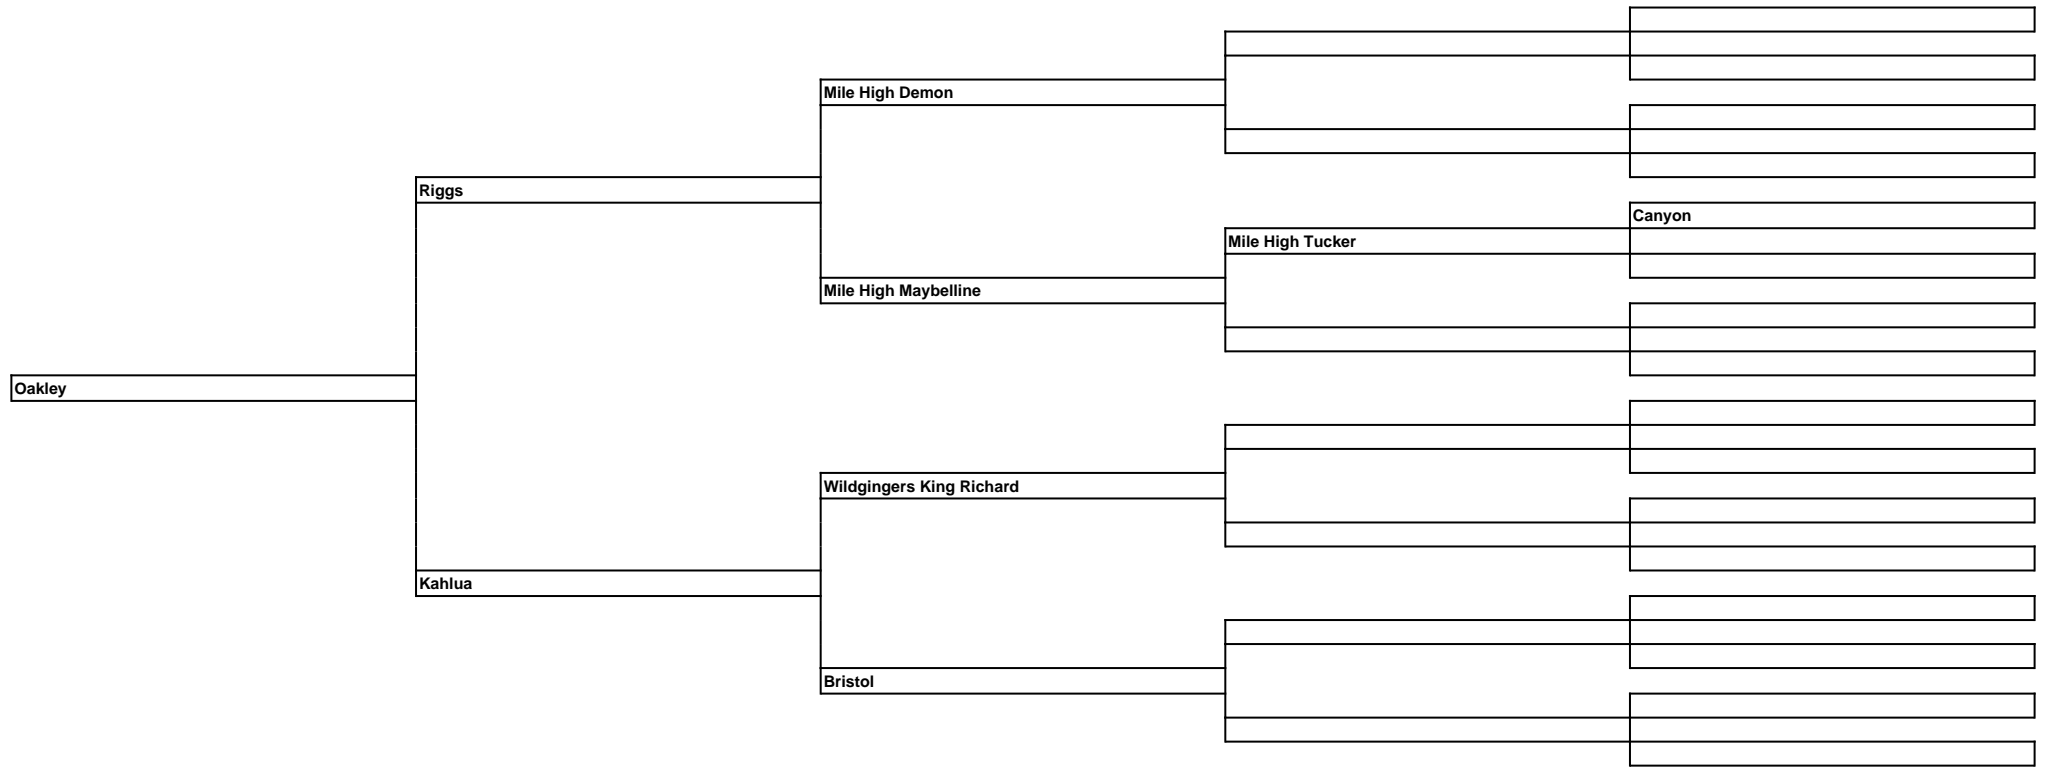 Mile High Demon
Riggs
Canyon
Mile High Tucker
Mile High Maybelline
Oakley
Wildgingers King Richard
Kahlua
Bristol